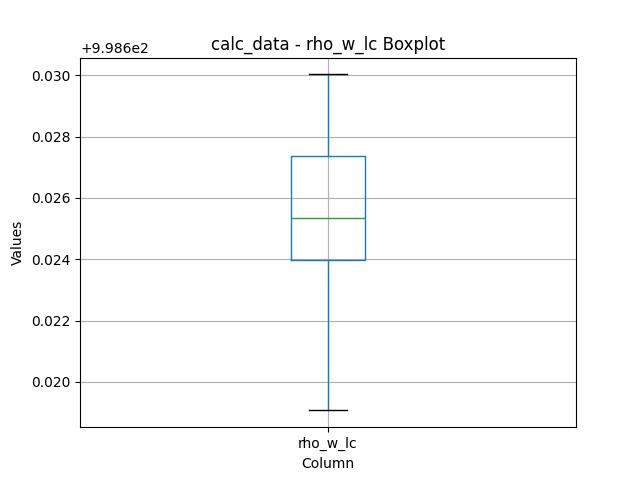 calc_data - rho_w_lc Boxplot
+9.986e2
0.030
0.028
0.026
0.024
0.022
0.020
Values
rho_w_lc
Column